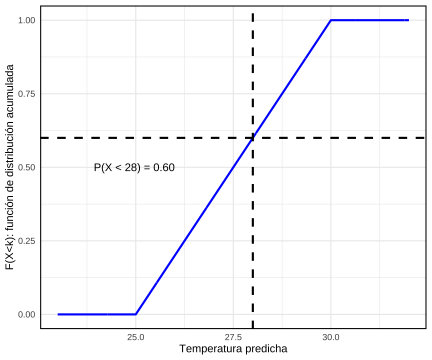 F(X<k): función de distribución acumulada
1.00
0.75
0.50
0.25
0.00
P(X < 28) = 0.60
25.0 27.5 30.0
Temperatura predicha